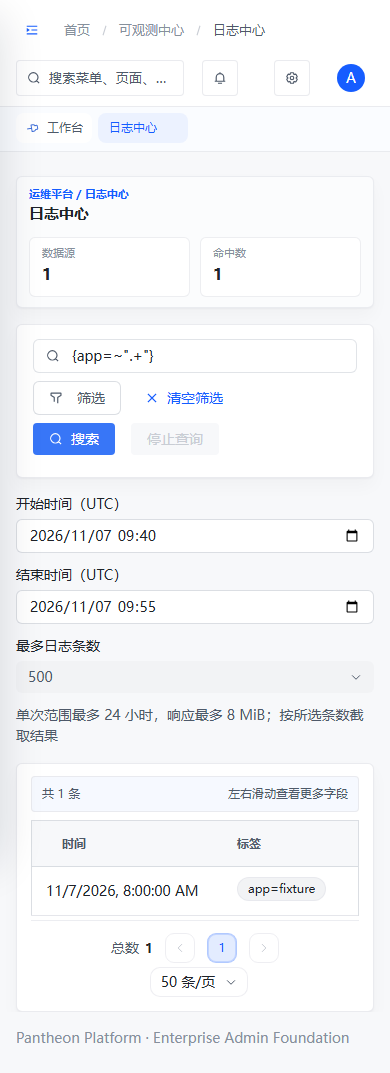 首页 / 可观测中心 / 日志中心
搜索菜单、页面、... A
工作台 日志中心
运维平台 / 日志中心
日志中心
数据源 命中数
1 1
{app=~".+"}
筛选 清空筛选
搜索 停止查询
开始时间（UTC）
2026/11/07 09:40
结束时间（UTC）
2026/11/07 09:55
最多日志条数
500
单次范围最多 24 小时，响应最多 8 MiB；按所选条数截
取结果
共 1 条 左右滑动查看更多字段
时间 标签
11/7/2026, 8:00:00 AM app=fixture
总数 1 1
50 条/页
Pantheon Platform · Enterprise Admin Foundation